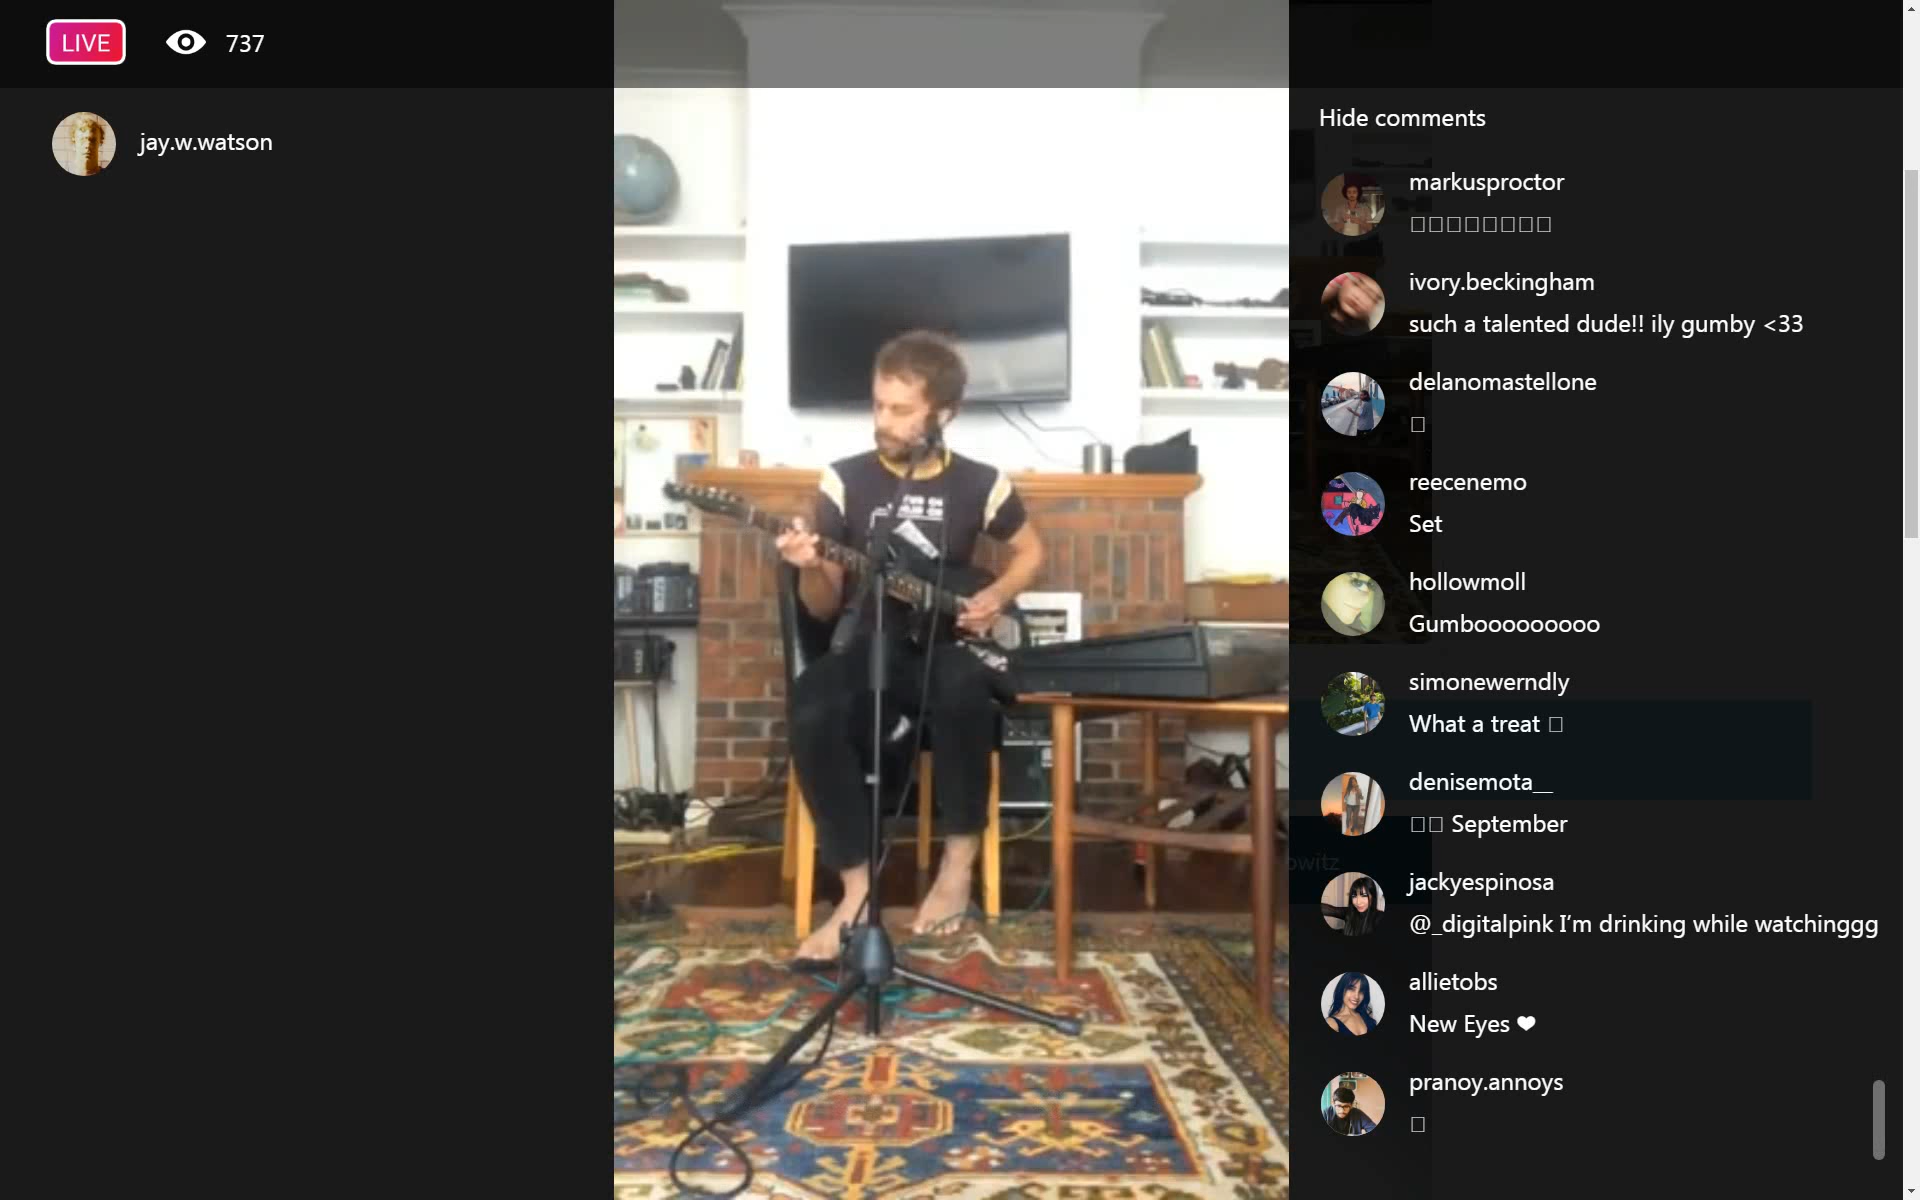 LIVE
737
jay.w.watson
Hide comments
markusproctor
ivory.beckingham
such a talented dude!! ily gumby <33
delanomastellone
reecenemo
Set
hollowmoll
Gumbooooooooo
simonewerndly
What a treat
denisemota__
September
owitz
jackyespinosa
@_digitalpink I’m drinking while watchinggg
allietobs
New Eyes ❤
pranoy.annoys